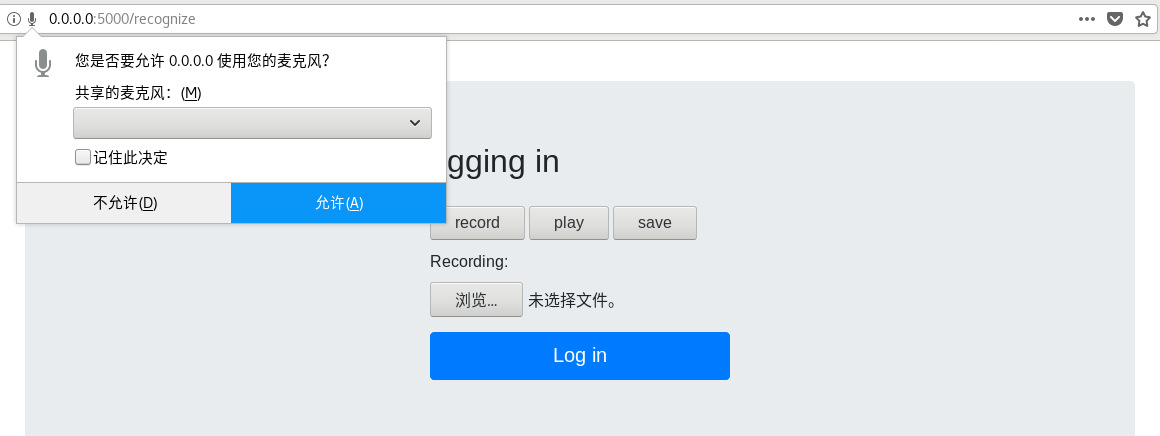 0.0.0.0:5000/recognize
您是否要允许 0.0.0.0 使用您的麦克风?
共享的麦克风：(M)
记住此决定
不允许(D) 允许(A)
gging in
record play save
Recording:
浏览... 未选择文件。
Log in